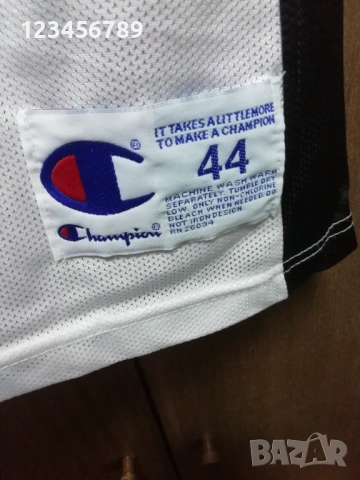 123456789
IT TAKES A LITTLE MORE
TO MAKE A CHAMPION
44
Champion
MACHINE WASH WARM
SEPARATELY. TUMBLE DRY
LOW. ONLY NON-CHLORINE
BLEACH WHEN NEEDED. DO
NOT IRON DESIGN.
RN 26094
BAZAR